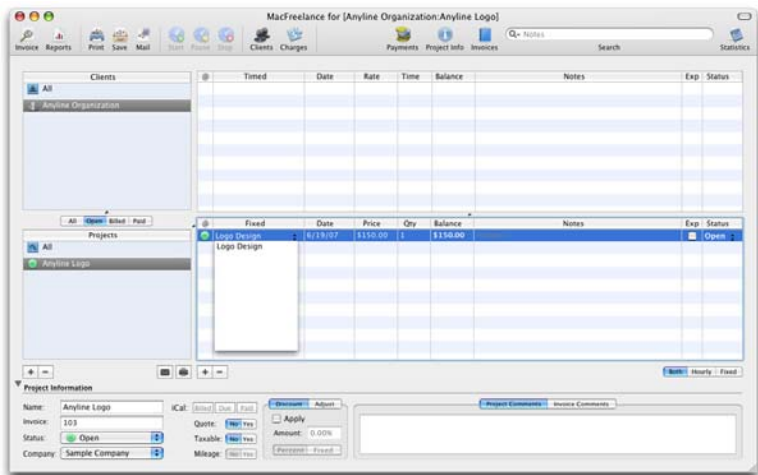 MacFreelance for [Anyline Organization:Anyline Logo]
Invoice Reports Print Save Mail Start Pause Stop Clients Charges Payments Project Info Invoices Search Statistics
Notes
Clients
All
Anyline Organization
@ Timed Date Rate Time Balance Notes Exp Status
All Open Billed Paid
Projects
All
Anyline Logo
@ Fixed Date Price Qty Balance Notes Exp Status
Logo Design 6/19/07 $150.00 1 $150.00 Open
Logo Design
+ - + - Both Hourly Fixed
Project Information
Name: Anyline Logo
Invoice: 103
Status: Open
Company Sample Company
iCal: Billed Due Paid
Quote: No Yes
Taxable: No Yes
Mileage: No Yes
Discount Adjust
Apply
Amount: 0.00%
Percent Fixed
Project Comments Invoice Comments